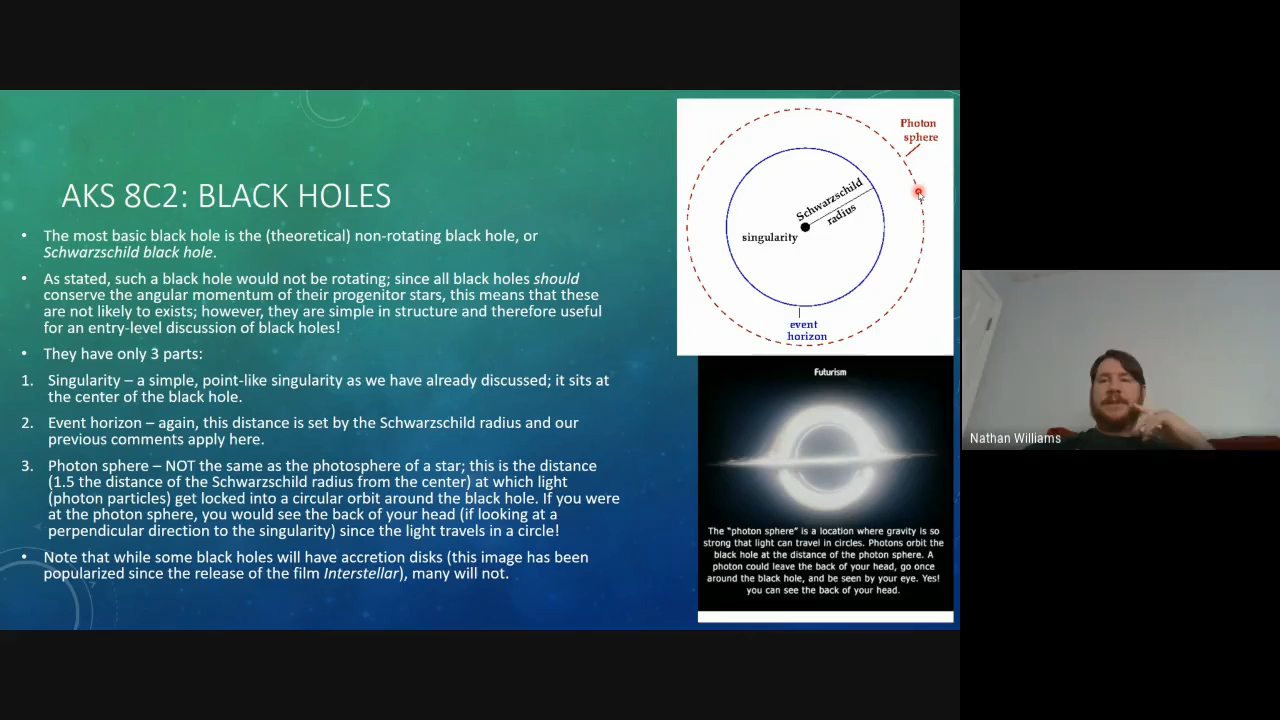 AKS 8C2: BLACK HOLES
• The most basic black hole is the (theoretical) non-rotating black hole, or
Schwarzschild black hole.
• As stated, such a black hole would not be rotating; since all black holes should
conserve the angular momentum of their progenitor stars, this means that these
are not likely to exists; however, they are simple in structure and therefore useful
for an entry-level discussion of black holes!
• They have only 3 parts:
1. Singularity – a simple, point-like singularity as we have already discussed; it sits at
the center of the black hole.
2. Event horizon – again, this distance is set by the Schwarzschild radius and our
previous comments apply here.
3. Photon sphere – NOT the same as the photosphere of a star; this is the distance
(1.5 the distance of the Schwarzschild radius from the center) at which light
(photon particles) get locked into a circular orbit around the black hole. If you were
at the photon sphere, you would see the back of your head (if looking at a
perpendicular direction to the singularity) since the light travels in a circle!
• Note that while some black holes will have accretion disks (this image has been
popularized since the release of the film Interstellar), many will not.
Photon
sphere
Schwarzschild
radius
singularity
event
horizon
Futurism
The "photon sphere" is a location where gravity is so
strong that light can travel in circles. Photons orbit the
black hole at the distance of the photon sphere. A
photon could leave the back of your head, go once
around the black hole, and be seen by your eye. Yes!
you can see the back of your head.
Nathan Williams